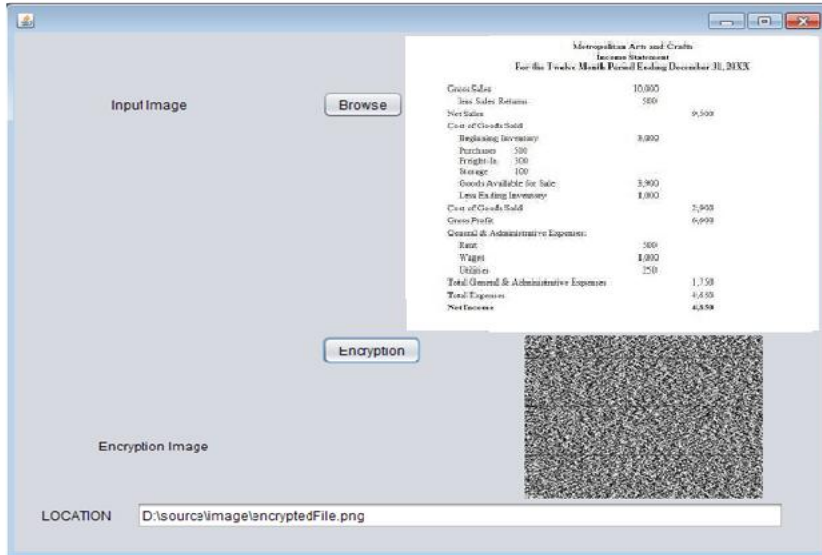 Metropolitan Arts and Crafts
Income Statement
For the Twelve Month Period Ending December 31, 20XX
Gross Sales 10,000
less Sales Returns 500
Net Sales 9,500
Cost of Goods Sold
Beginning Inventory 3,000
Purchases 500
Freight-In 300
Storage 100
Goods Available for Sale 3,900
Less Ending Inventory 1,000
Cost of Goods Sold 2,900
Gross Profit 6,600
General & Administrative Expenses:
Rent 500
Wages 1,000
Utilities 250
Total General & Administrative Expenses 1,750
Total Expenses
Net Income 4,850
Input Image
Browse
Encryption
Encryption Image
LOCATION D:\source\image\encryptedFile.png